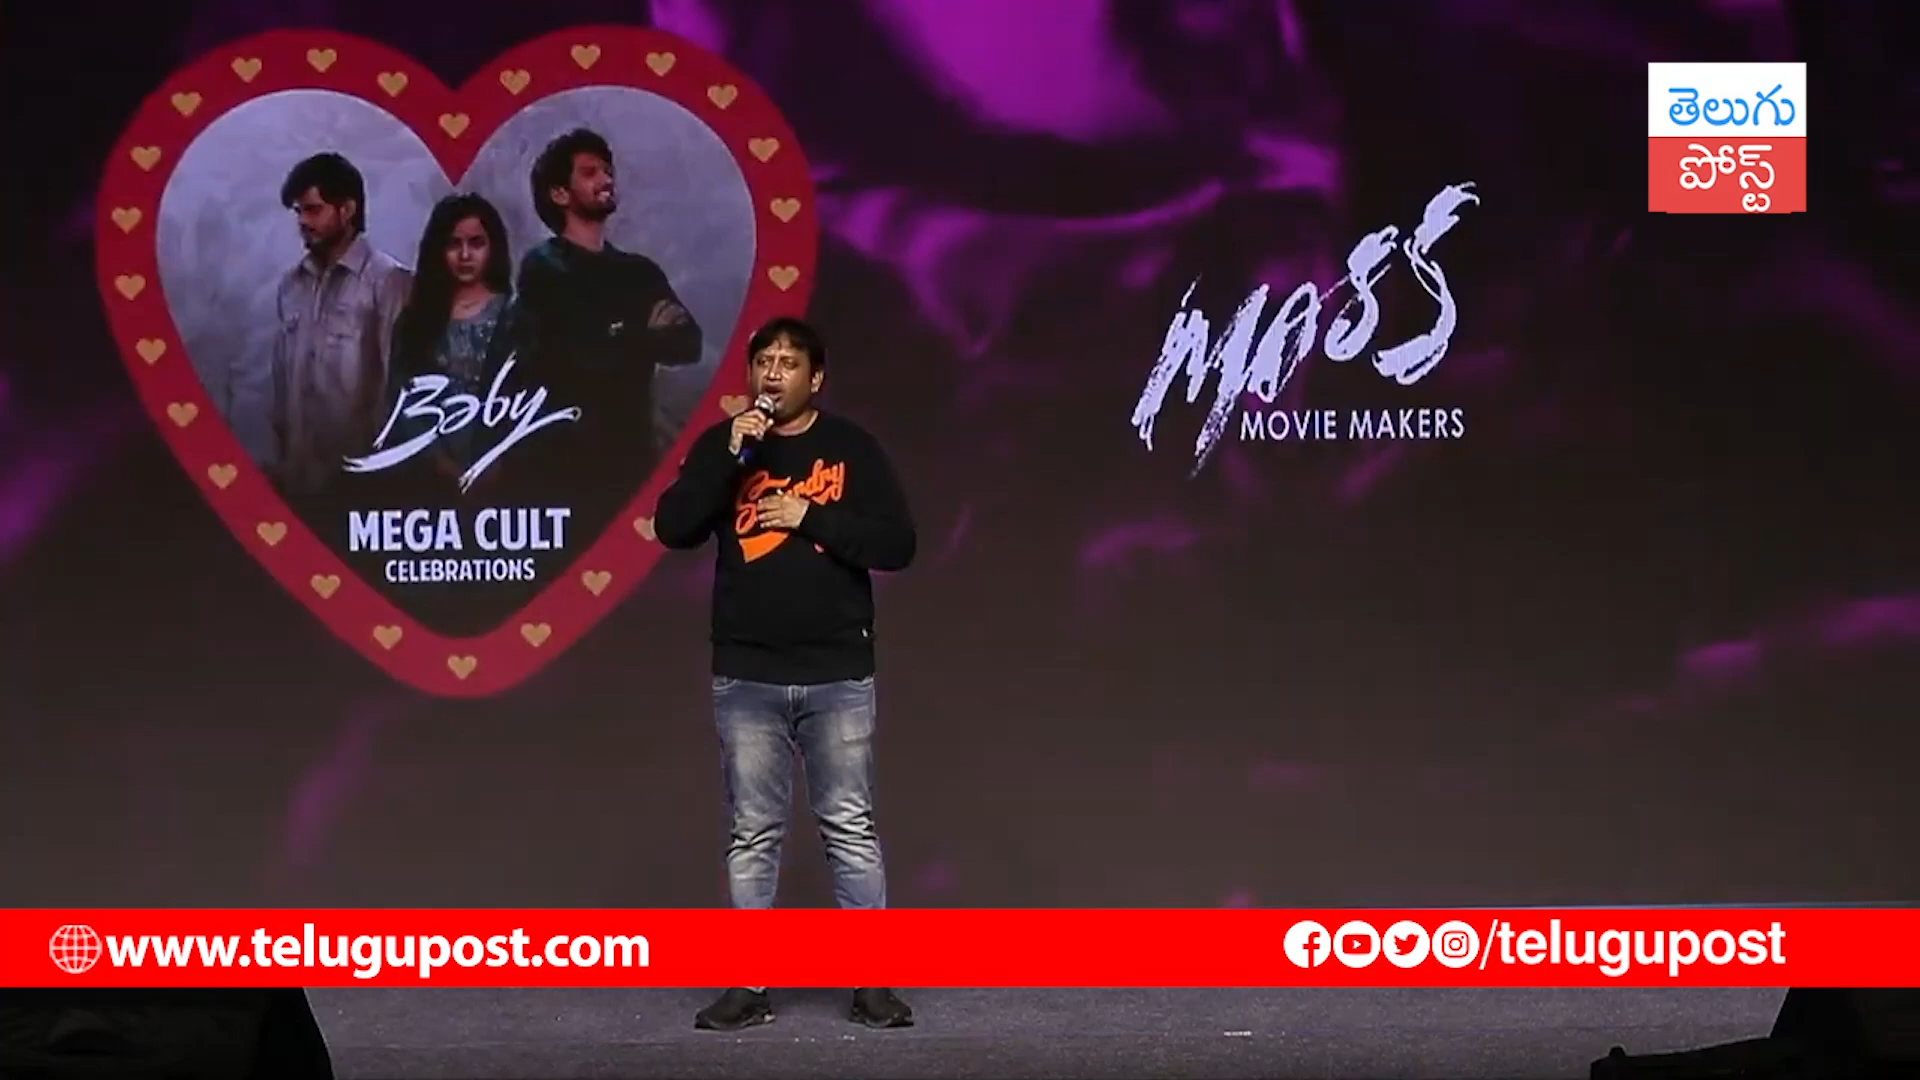 తెలుగు
పోస్ట్
Baby
MEGA CULT
CELEBRATIONS
MOVIE MAKERS
www.telugupost.com
/telugupost